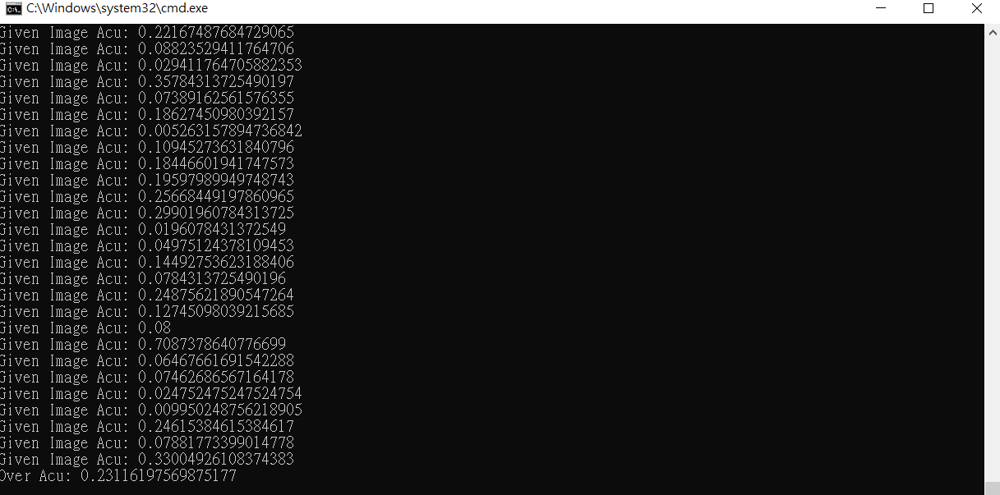 C:\Windows\system32\cmd.exe
Given Image Acu: 0.22167487684729065
Given Image Acu: 0.08823529411764706
Given Image Acu: 0.029411764705882353
Given Image Acu: 0.35784313725490197
Given Image Acu: 0.07389162561576355
Given Image Acu: 0.18627450980392157
Given Image Acu: 0.005263157894736842
Given Image Acu: 0.10945273631840796
Given Image Acu: 0.18446601941747573
Given Image Acu: 0.19597989949748743
Given Image Acu: 0.25668449197860965
Given Image Acu: 0.29901960784313725
Given Image Acu: 0.0196078431372549
Given Image Acu: 0.04975124378109453
Given Image Acu: 0.14492753623188406
Given Image Acu: 0.0784313725490196
Given Image Acu: 0.24875621890547264
Given Image Acu: 0.12745098039215685
Given Image Acu: 0.08
Given Image Acu: 0.7087378640776699
Given Image Acu: 0.06467661691542288
Given Image Acu: 0.07462686567164178
Given Image Acu: 0.024752475247524754
Given Image Acu: 0.009950248756218905
Given Image Acu: 0.24615384615384617
Given Image Acu: 0.07881773399014778
Given Image Acu: 0.33004926108374383
Over Acu: 0.23116197569875177